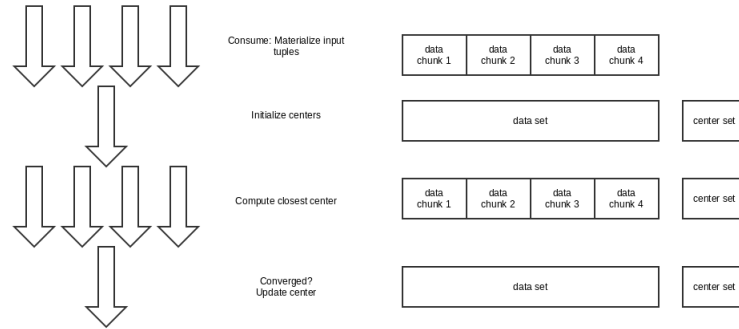 Consume: Materialize input
tuples
data
chunk 1
data
chunk 2
data
chunk 3
data
chunk 4
Initialize centers
data set
center set
Compute closest center
data
chunk 1
data
chunk 2
data
chunk 3
data
chunk 4
center set
Converged?
Update center
data set
center set